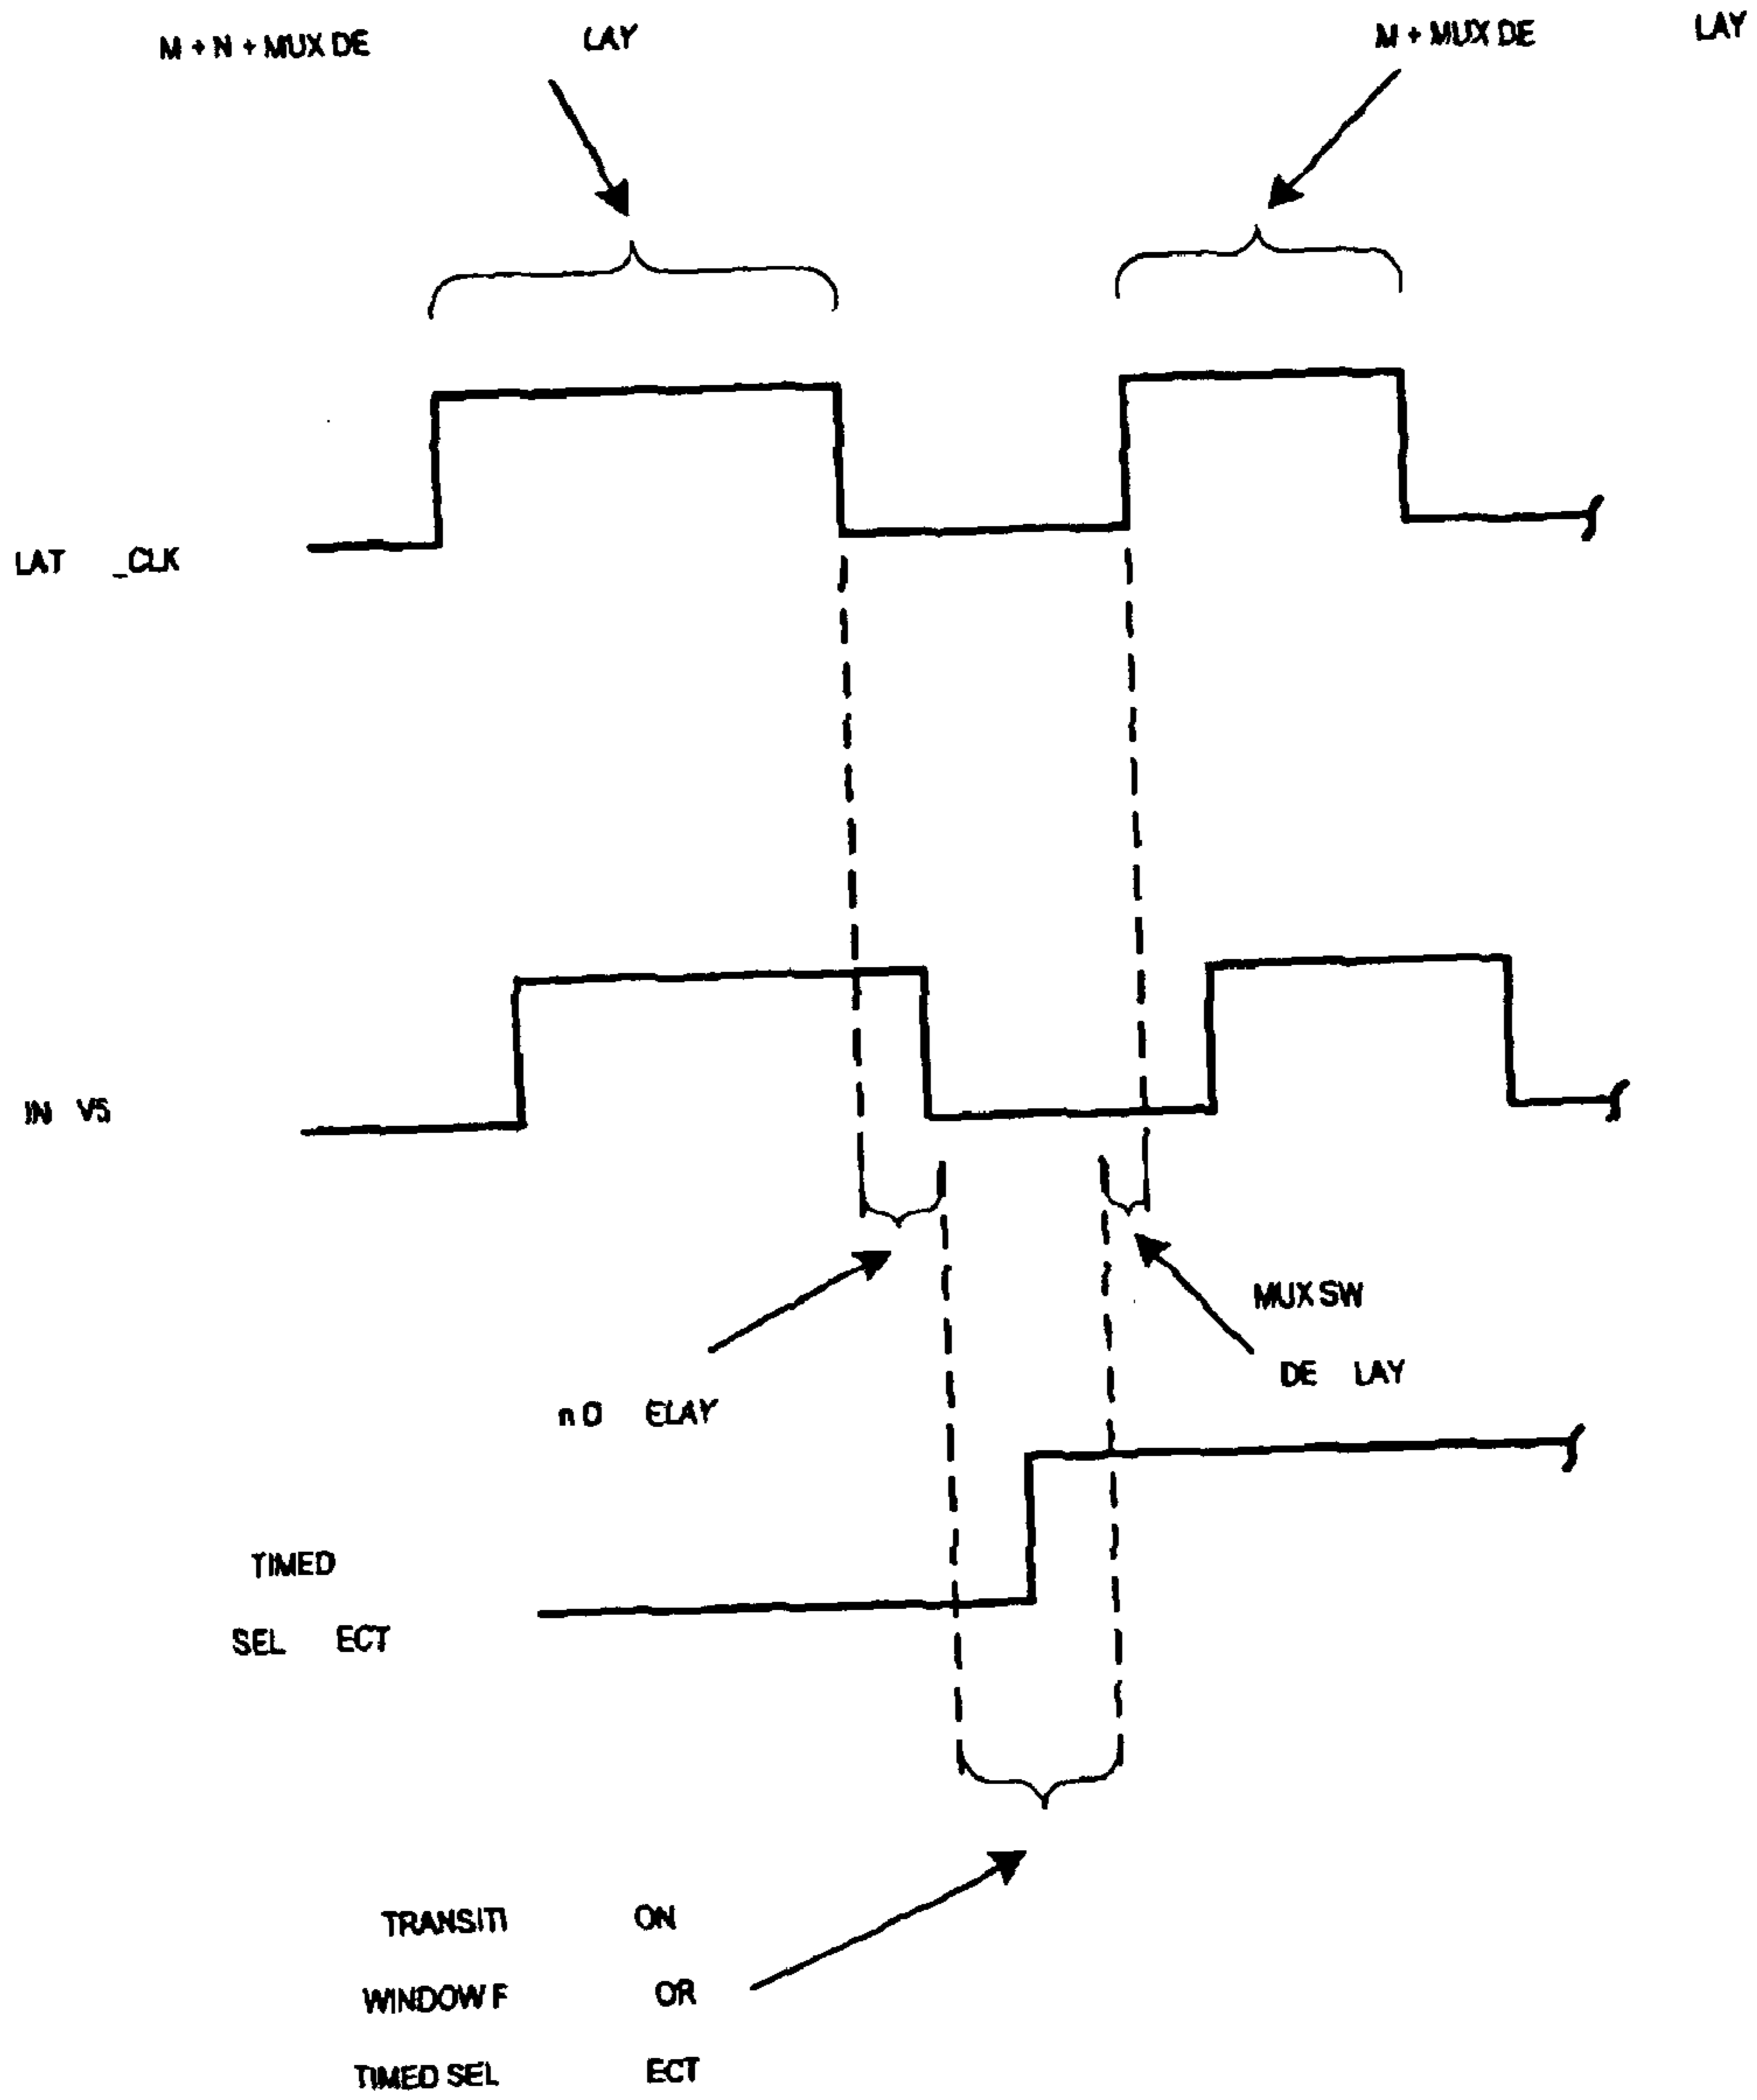 M + N + MUX DE LAY
M + MUX DE LAY
LAT _CLK
IN V5
MUX SW
DE LAY
n D ELAY
TIMED
SEL ECT
TRANSITI ON
WINDOW F OR
TIMED SEL ECT